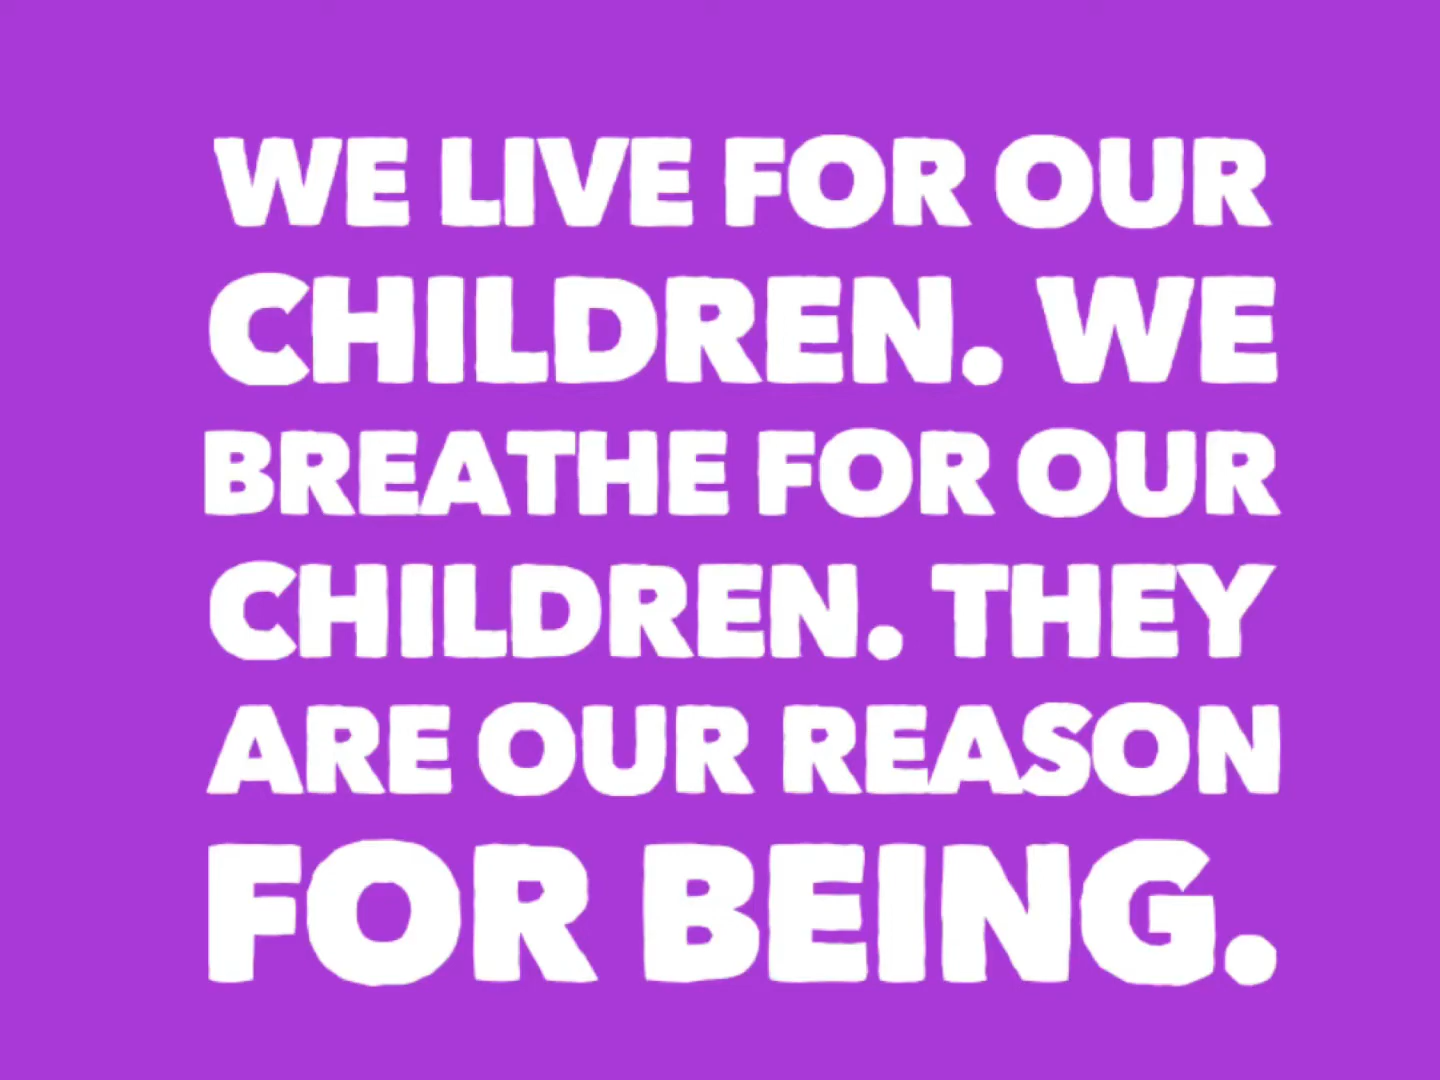 WE LIVE FOR OUR
CHILDREN. WE
BREATHE FOR OUR
CHILDREN. THEY
ARE OUR REASON
FOR BEING.